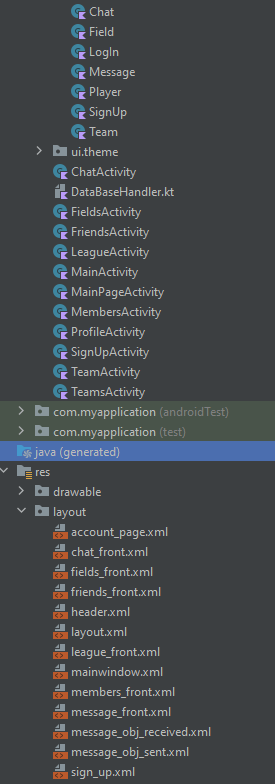 Chat
Field
LogIn
Message
Player
SignUp
Team
ui.theme
ChatActivity
DataBaseHandler.kt
FieldsActivity
FriendsActivity
LeagueActivity
MainActivity
MainPageActivity
MembersActivity
ProfileActivity
SignUpActivity
TeamActivity
TeamsActivity
com.myapplication (androidTest)
com.myapplication (test)
java (generated)
res
drawable
layout
account_page.xml
chat_front.xml
fields_front.xml
friends_front.xml
header.xml
layout.xml
league_front.xml
mainwindow.xml
members_front.xml
message_front.xml
message_obj_received.xml
message_obj_sent.xml
sign_up.xml